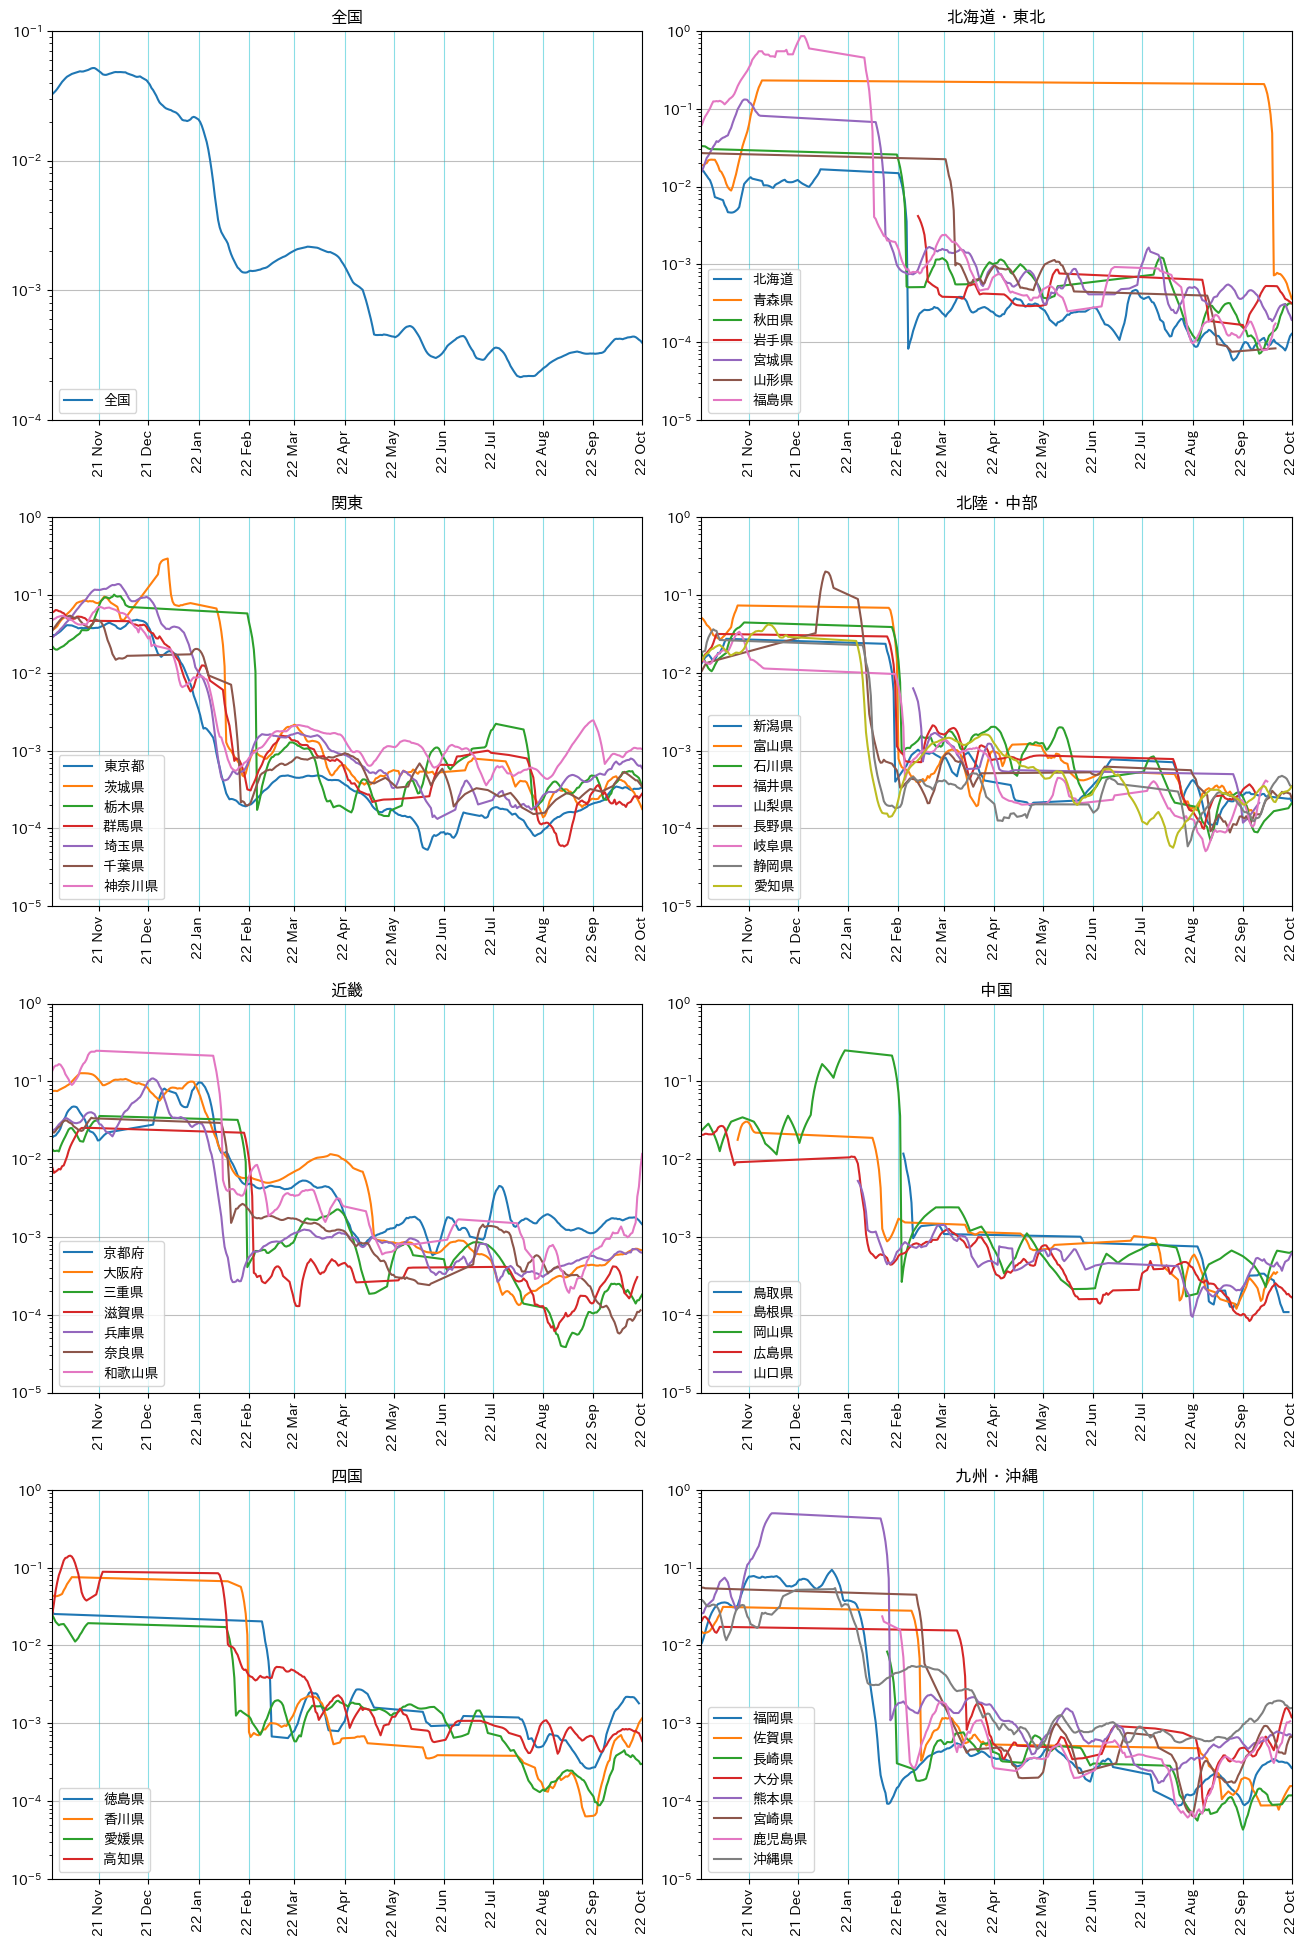 全国
10⁻¹
10⁻²
10⁻³
10⁻⁴
全国
21 Nov
21 Dec
22 Jan
22 Feb
22 Mar
22 Apr
22 May
22 Jun
22 Jul
22 Aug
22 Sep
22 Oct
北海道・東北
10⁰
10⁻¹
10⁻²
10⁻³
10⁻⁴
10⁻⁵
北海道
青森県
秋田県
岩手県
宮城県
山形県
福島県
21 Nov
21 Dec
22 Jan
22 Feb
22 Mar
22 Apr
22 May
22 Jun
22 Jul
22 Aug
22 Sep
22 Oct
関東
10⁰
10⁻¹
10⁻²
10⁻³
10⁻⁴
10⁻⁵
東京都
茨城県
栃木県
群馬県
埼玉県
千葉県
神奈川県
21 Nov
21 Dec
22 Jan
22 Feb
22 Mar
22 Apr
22 May
22 Jun
22 Jul
22 Aug
22 Sep
22 Oct
北陸・中部
10⁰
10⁻¹
10⁻²
10⁻³
10⁻⁴
10⁻⁵
新潟県
富山県
石川県
福井県
山梨県
長野県
岐阜県
静岡県
愛知県
21 Nov
21 Dec
22 Jan
22 Feb
22 Mar
22 Apr
22 May
22 Jun
22 Jul
22 Aug
22 Sep
22 Oct
近畿
10⁰
10⁻¹
10⁻²
10⁻³
10⁻⁴
10⁻⁵
京都府
大阪府
三重県
滋賀県
兵庫県
奈良県
和歌山県
21 Nov
21 Dec
22 Jan
22 Feb
22 Mar
22 Apr
22 May
22 Jun
22 Jul
22 Aug
22 Sep
22 Oct
中国
10⁰
10⁻¹
10⁻²
10⁻³
10⁻⁴
10⁻⁵
鳥取県
島根県
岡山県
広島県
山口県
21 Nov
21 Dec
22 Jan
22 Feb
22 Mar
22 Apr
22 May
22 Jun
22 Jul
22 Aug
22 Sep
22 Oct
四国
10⁰
10⁻¹
10⁻²
10⁻³
10⁻⁴
10⁻⁵
徳島県
香川県
愛媛県
高知県
21 Nov
21 Dec
22 Jan
22 Feb
22 Mar
22 Apr
22 May
22 Jun
22 Jul
22 Aug
22 Sep
22 Oct
九州・沖縄
10⁰
10⁻¹
10⁻²
10⁻³
10⁻⁴
10⁻⁵
福岡県
佐賀県
長崎県
大分県
熊本県
宮崎県
鹿児島県
沖縄県
21 Nov
21 Dec
22 Jan
22 Feb
22 Mar
22 Apr
22 May
22 Jun
22 Jul
22 Aug
22 Sep
22 Oct